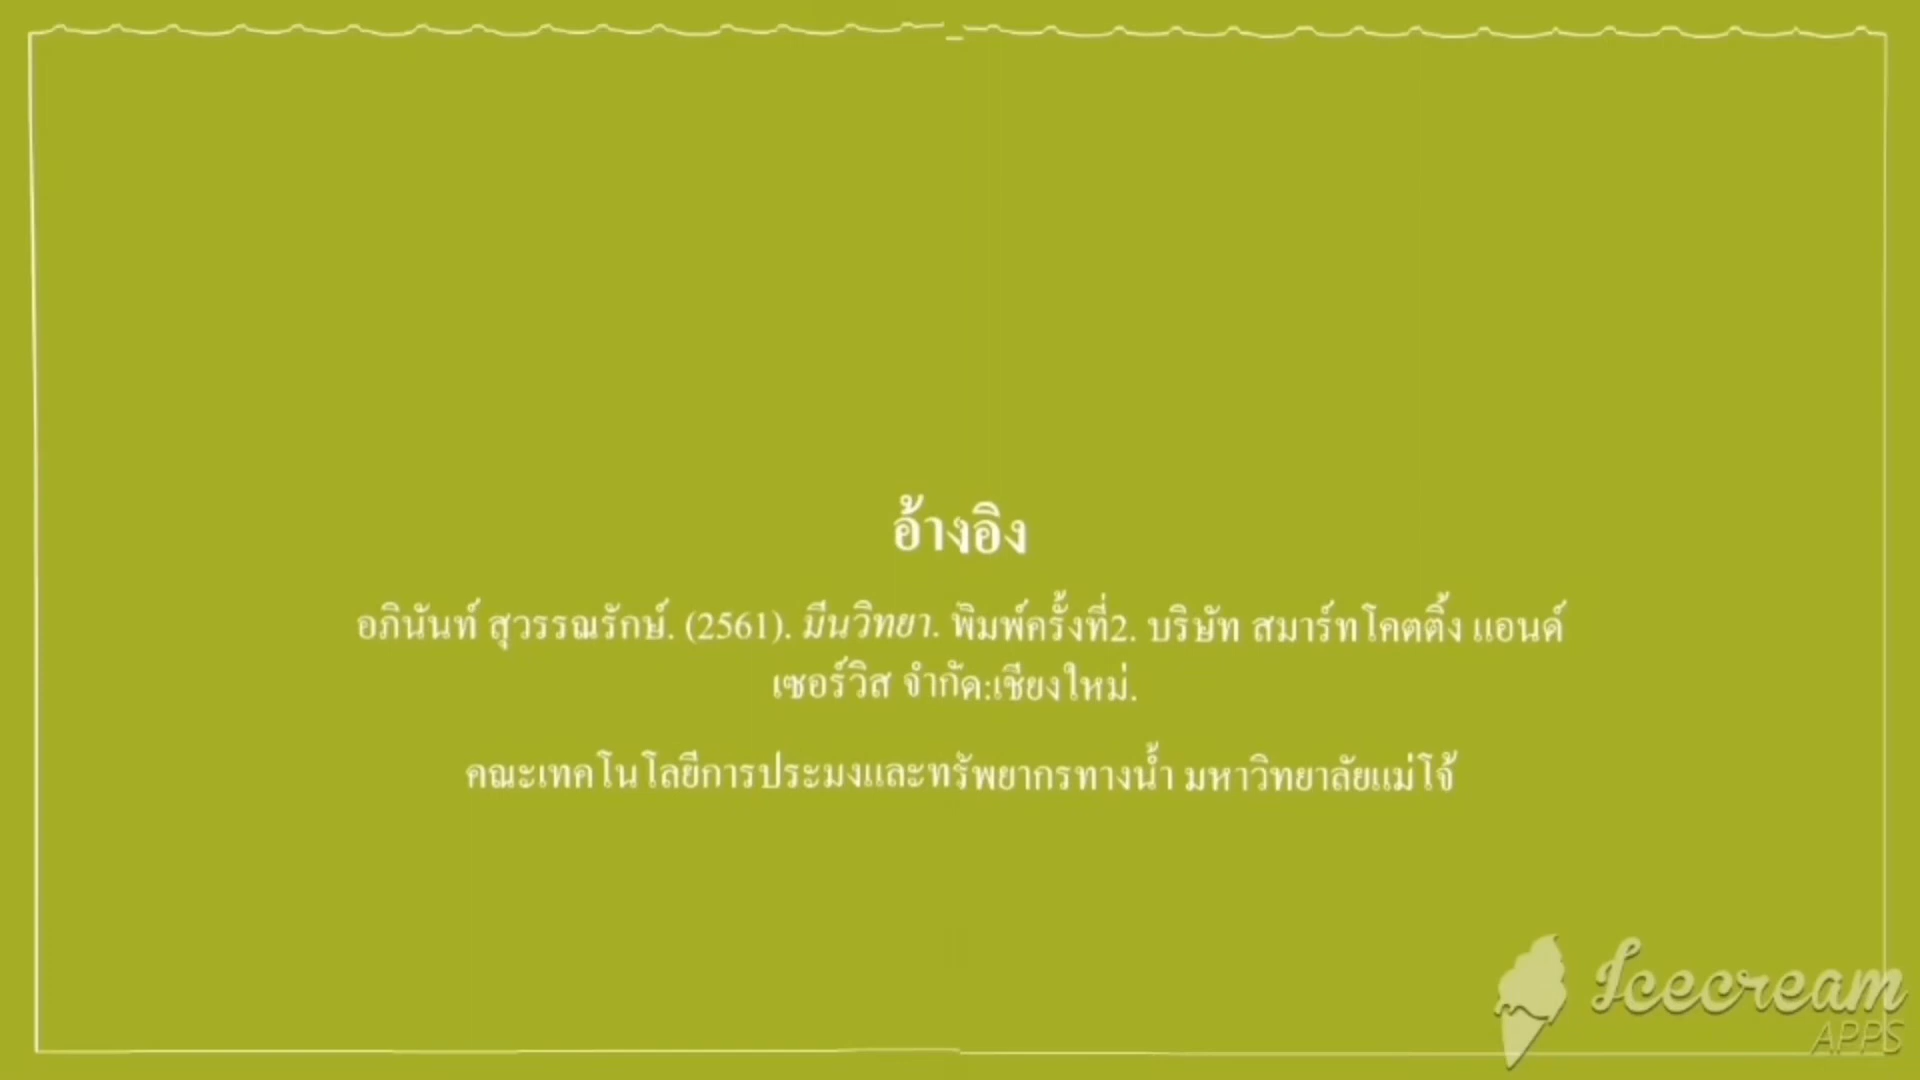 อ้างอิง
อภินันท์ สุวรรณรักษ์. (2561). มีนวิทยา. พิมพ์ครั้งที่2. บริษัท สมาร์ทโคตติ้ง แอนด์
เซอร์วิส จำกัด:เชียงใหม่.
คณะเทคโนโลยีการประมงและทรัพยากรทางน้ำ มหาวิทยาลัยแม่โจ้
Icecream
APPS